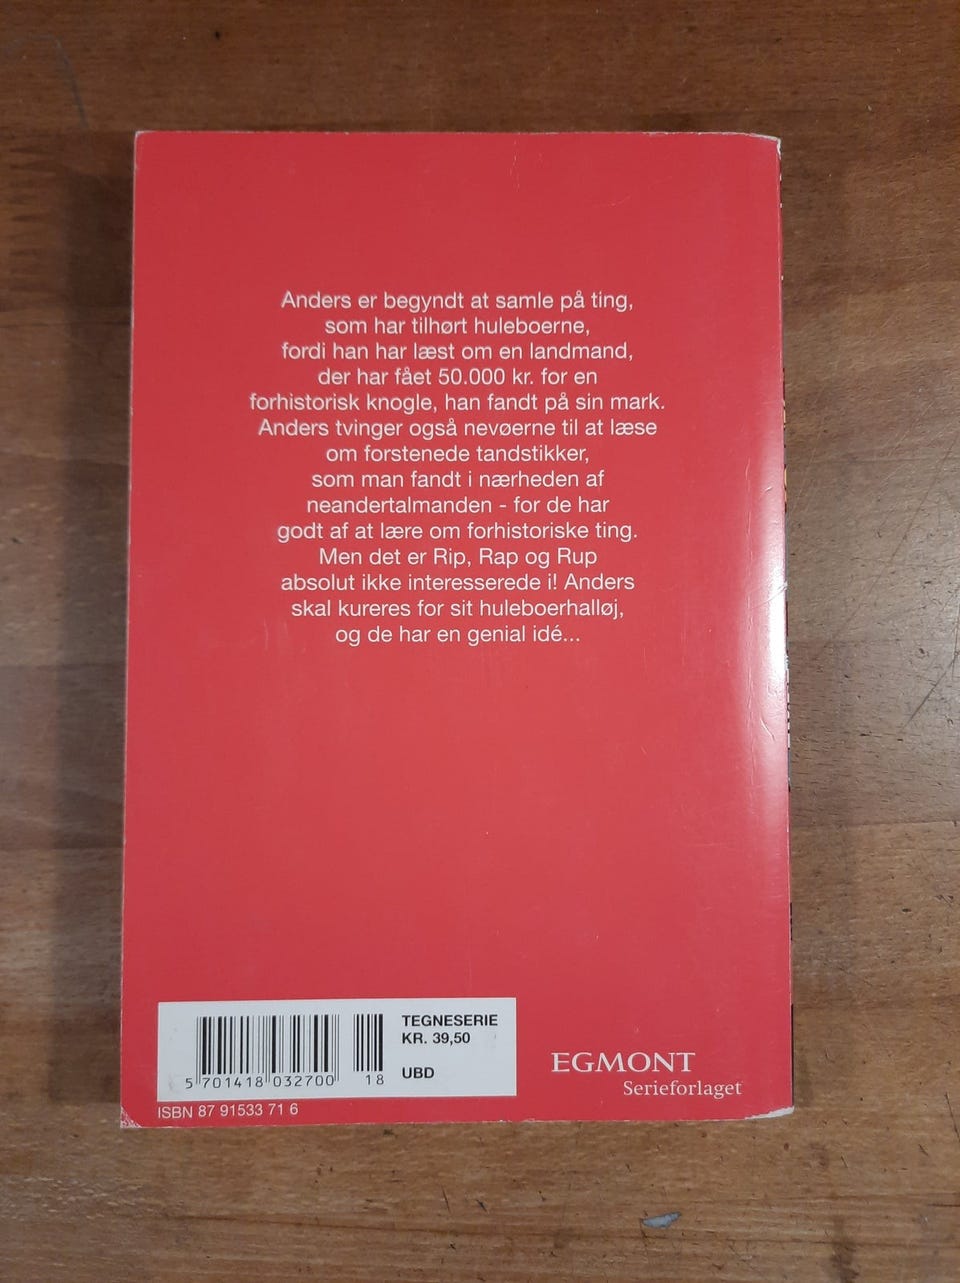 Anders er begyndt at samle på ting,
som har tilhørt huleboerne,
fordi han har læst om en landmand,
der har fået 50.000 kr. for en
forhistorisk knogle, han fandt på sin mark.
Anders tvinger også nevøerne til at læse
om forstenede tandstikker,
som man fandt i nærheden af
neandertalmanden - for de har
godt af at lære om forhistoriske ting.
Men det er Rip, Rap og Rup
absolut ikke interesserede i! Anders
skal kureres for sit huleboerhalløj,
og de har en genial idé...
TEGNESERIE
KR. 39,50
UBD
5 701418 032700 18
ISBN 87 91533 71 6
EGMONT
Serieforlaget